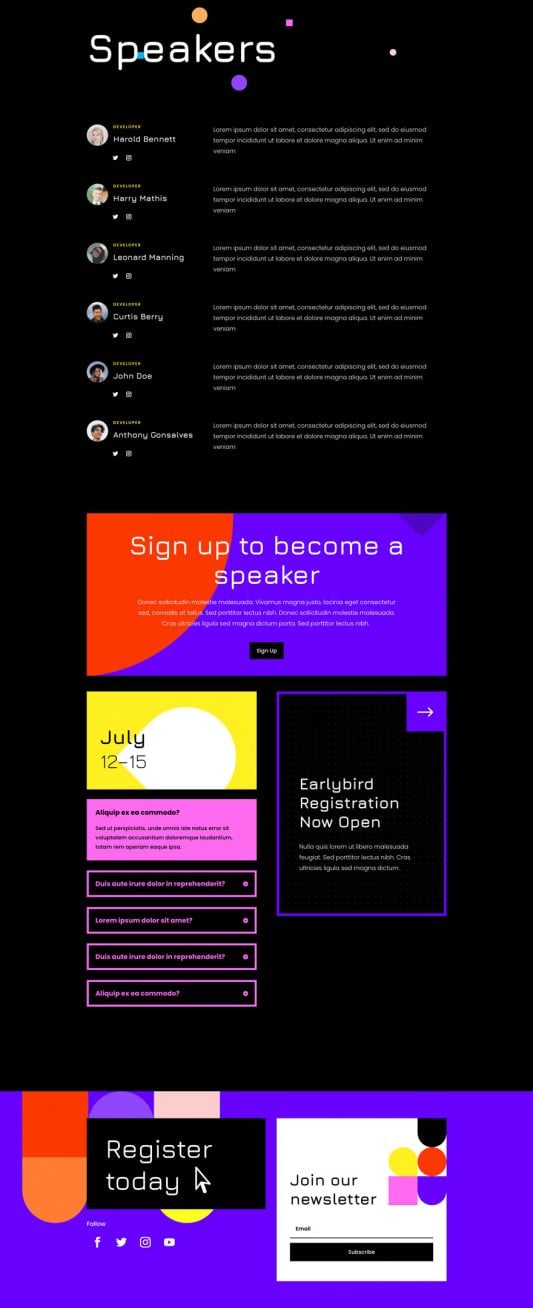 Speakers
DEVELOPER
Harold Bennett
Lorem ipsum dolor sit amet, consectetur adipiscing elit, sed do eiusmod
tempor incididunt ut labore et dolore magna aliqua. Ut enim ad minim
veniam
DEVELOPER
Harry Mathis
Lorem ipsum dolor sit amet, consectetur adipiscing elit, sed do eiusmod
tempor incididunt ut labore et dolore magna aliqua. Ut enim ad minim
veniam
DEVELOPER
Leonard Manning
Lorem ipsum dolor sit amet, consectetur adipiscing elit, sed do eiusmod
tempor incididunt ut labore et dolore magna aliqua. Ut enim ad minim
veniam
DEVELOPER
Curtis Berry
Lorem ipsum dolor sit amet, consectetur adipiscing elit, sed do eiusmod
tempor incididunt ut labore et dolore magna aliqua. Ut enim ad minim
veniam
DEVELOPER
John Doe
Lorem ipsum dolor sit amet, consectetur adipiscing elit, sed do eiusmod
tempor incididunt ut labore et dolore magna aliqua. Ut enim ad minim
veniam
DEVELOPER
Anthony Gonsalves
Lorem ipsum dolor sit amet, consectetur adipiscing elit, sed do eiusmod
tempor incididunt ut labore et dolore magna aliqua. Ut enim ad minim
veniam
Sign up to become a
speaker
Donec sollicitudin molestie malesuada. Vivamus magna justo, lacinia eget consectetur
sed, convallis at tellus. Sed porttitor lectus nibh. Donec sollicitudin molestie malesuada.
Cras ultricies ligula sed magna dictum porta. Sed porttitor lectus nibh.
Sign Up
July
12–15
Aliquip ex ea commodo?
Sed ut perspiciatis, unde omnis iste natus error sit
voluptatem accusantium doloremque laudantium,
totam rem aperiam eaque ipsa.
Duis aute irure dolor in reprehenderit?
Lorem ipsum dolor sit amet?
Duis aute irure dolor in reprehenderit?
Aliquip ex ea commodo?
Earlybird
Registration
Now Open
Nulla quis lorem ut libero malesuada
feugiat. Sed porttitor lectus nibh. Cras
ultricies ligula sed magna dictum.
Register
today
Follow
Join our
newsletter
Email
Subscribe